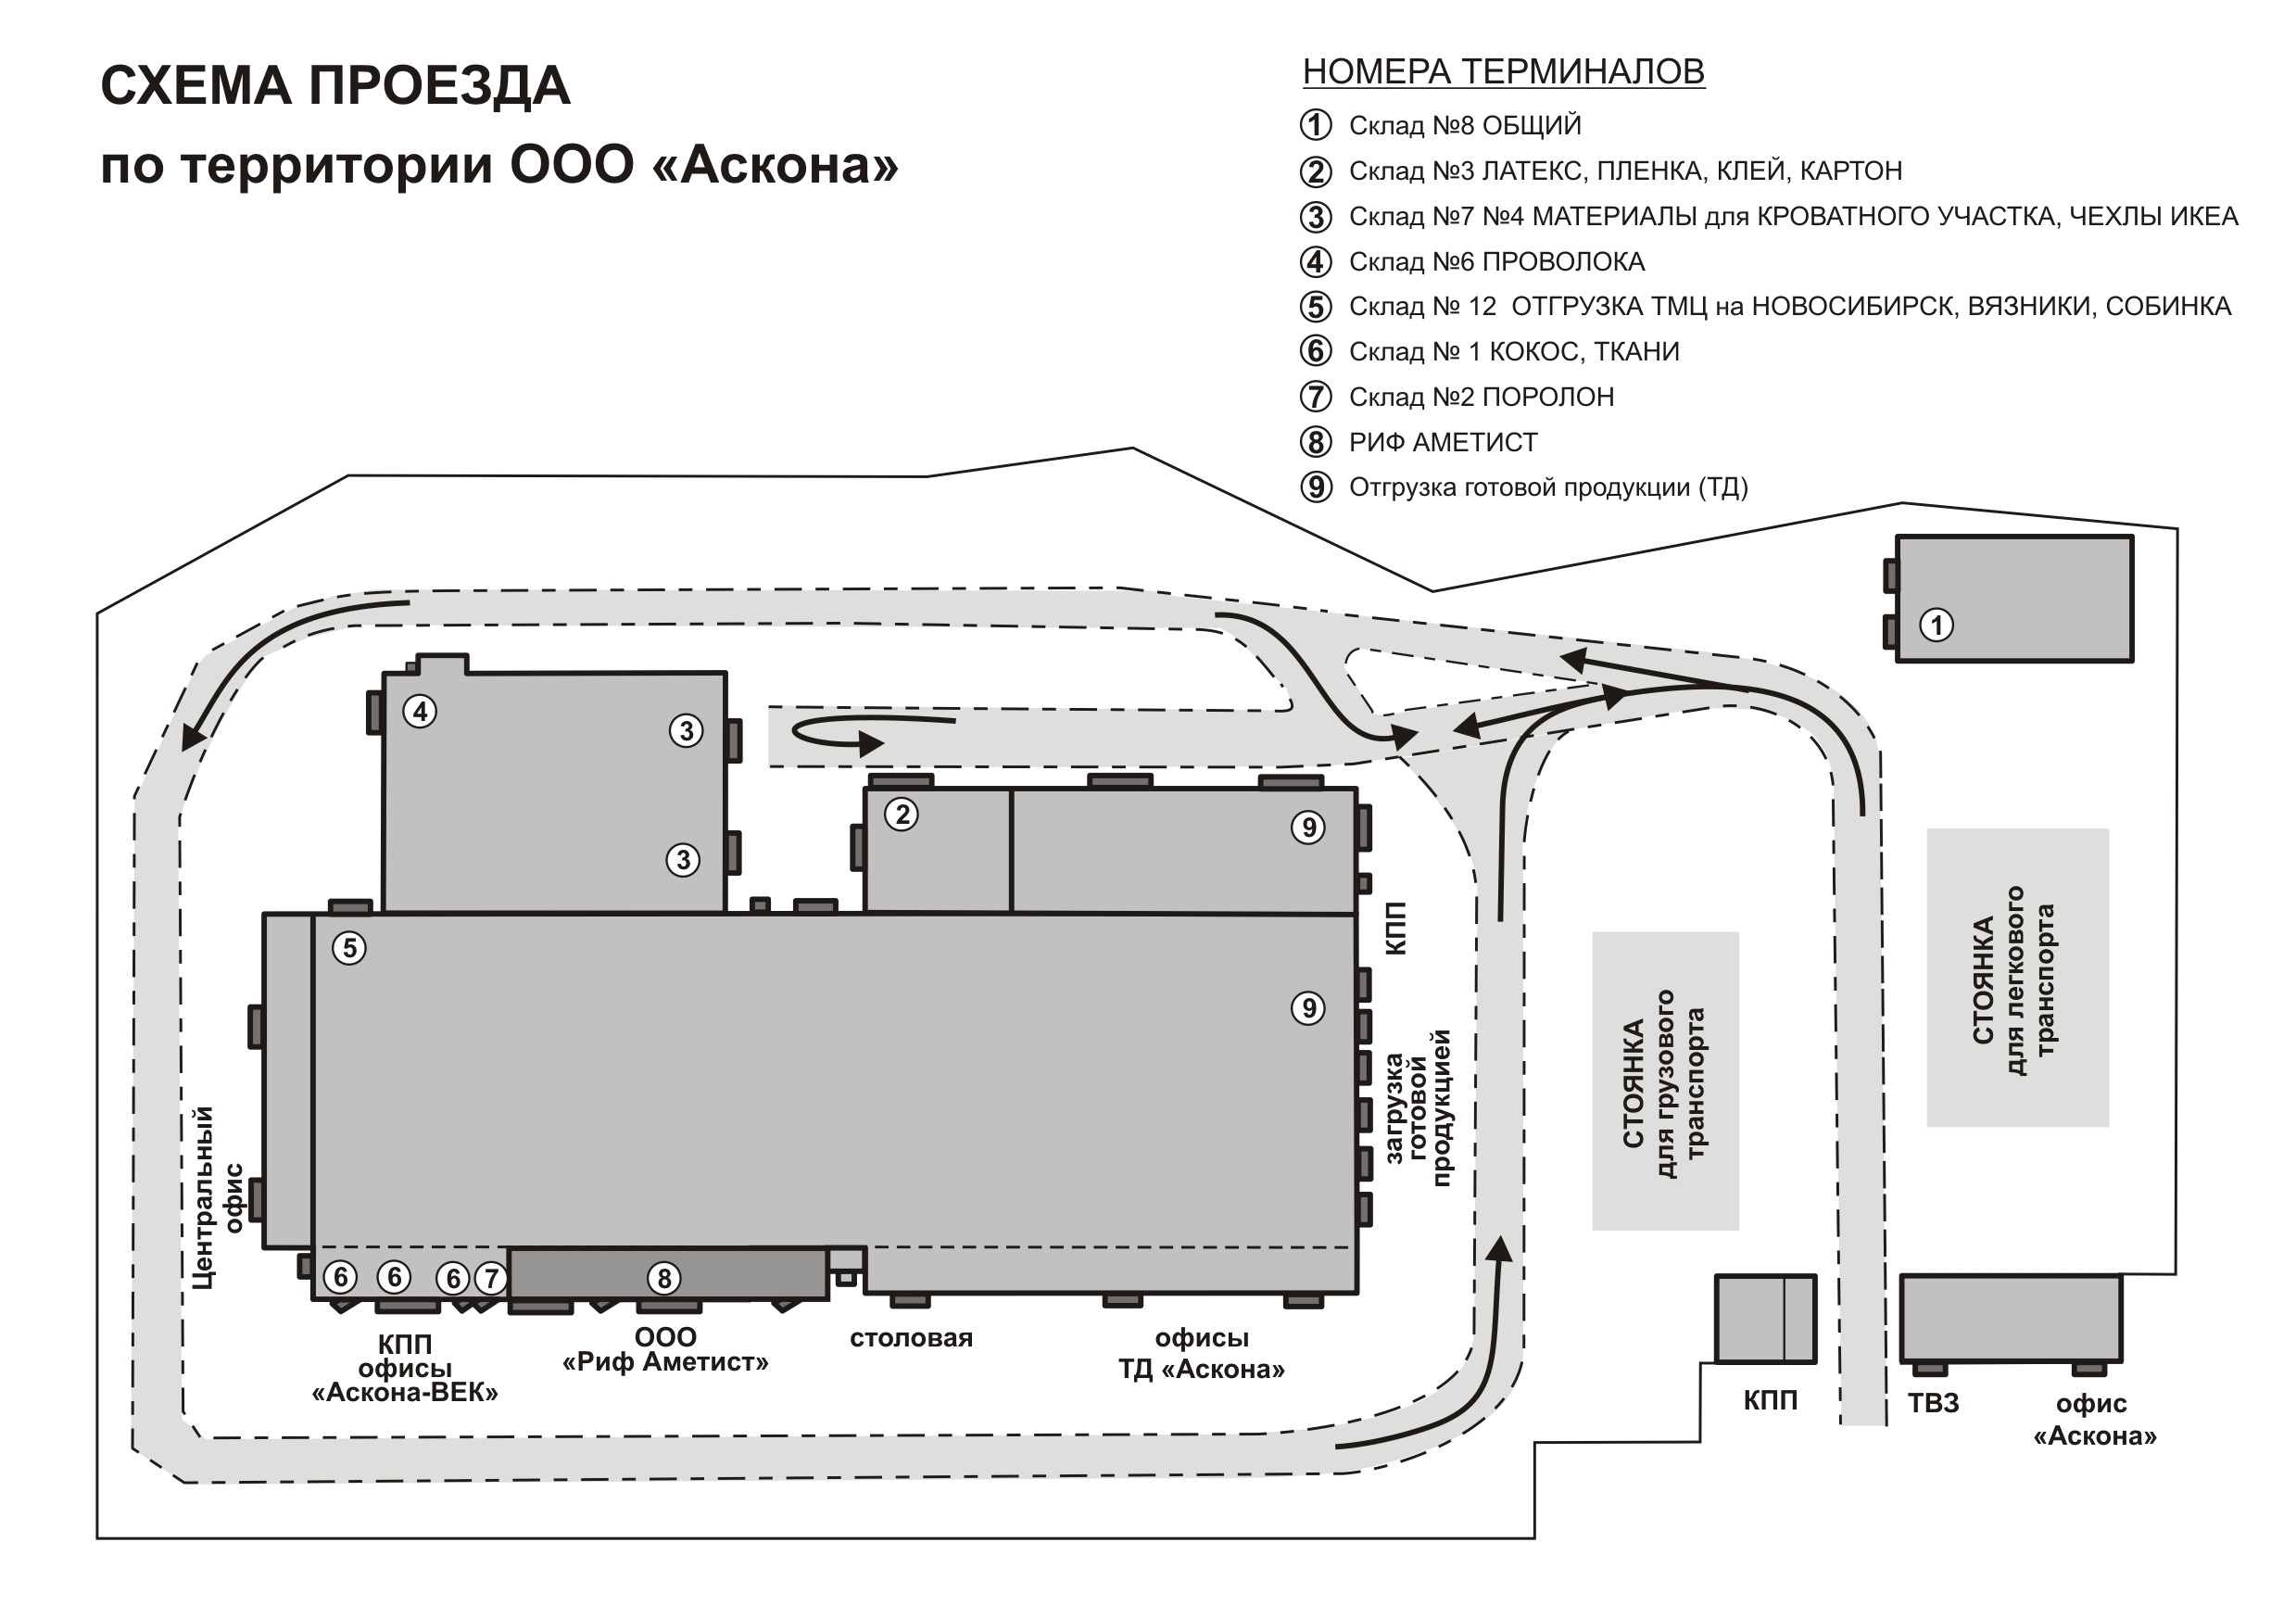 СХЕМА ПРОЕЗДА
по территории ООО «Аскона»
НОМЕРА ТЕРМИНАЛОВ
1 Склад №8 ОБЩИЙ
2 Склад №3 ЛАТЕКС, ПЛЕНКА, КЛЕЙ, КАРТОН
3 Склад №7 №4 МАТЕРИАЛЫ для КРОВАТНОГО УЧАСТКА, ЧЕХЛЫ ИКЕА
4 Склад №6 ПРОВОЛОКА
5 Склад № 12 ОТГРУЗКА ТМЦ на НОВОСИБИРСК, ВЯЗНИКИ, СОБИНКА
6 Склад № 1 КОКОС, ТКАНИ
7 Склад №2 ПОРОЛОН
8 РИФ АМЕТИСТ
9 Отгрузка готовой продукции (ТД)
1
4
3
3
2
9
5
9
КПП
загрузка
готовой
продукцией
СТОЯНКА
для грузового
транспорта
СТОЯНКА
для легкового
транспорта
Центральный
офис
6
6
6
7
8
КПП
офисы
«Аскона-ВЕК»
ООО
«Риф Аметист»
столовая
офисы
ТД «Аскона»
КПП
ТВЗ
офис
«Аскона»